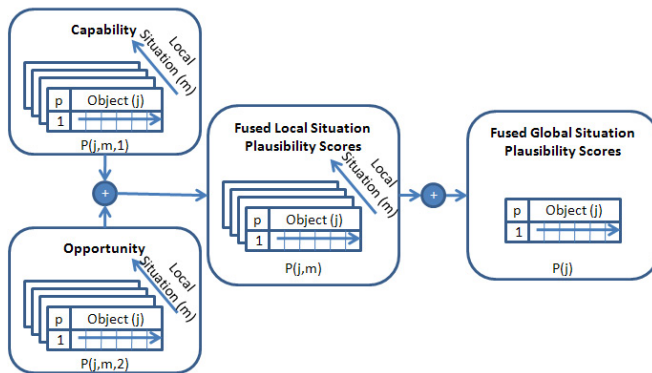 Capability
Local
Situation (m)
p Object (j)
1
P(j,m,1)
+
Opportunity
Local
Situation (m)
p Object (j)
1
P(j,m,2)
Fused Local Situation
Plausibility Scores
Local
Situation (m)
p Object (j)
1
P(j,m)
+
Fused Global Situation
Plausibility Scores
p Object (j)
1
P(j)